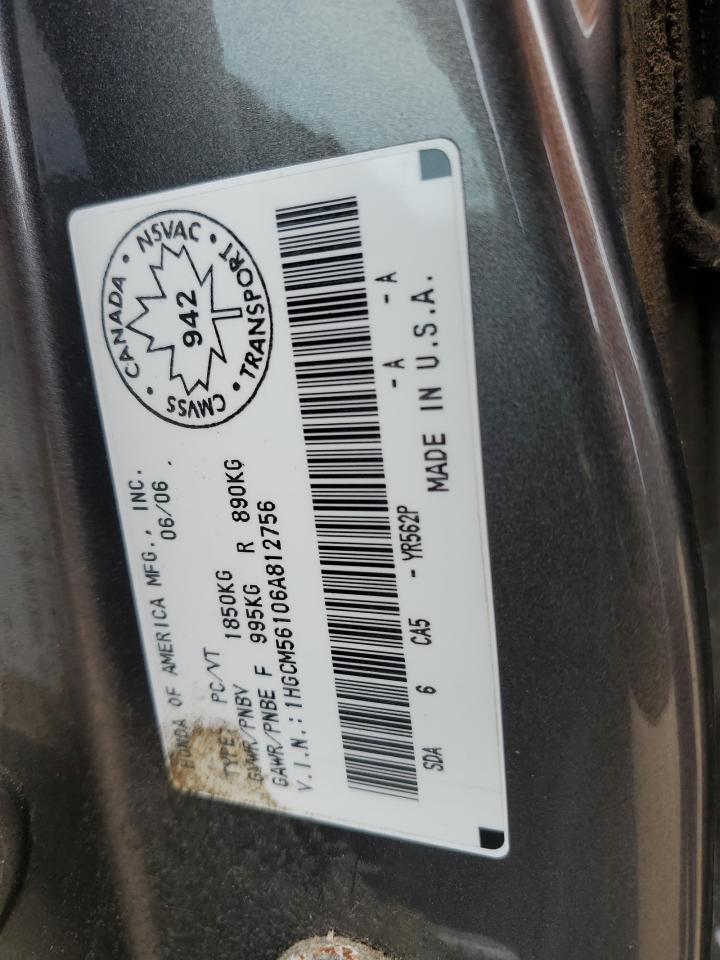 HONDA OF AMERICA MFG., INC.
06/06
TYPE: PC/VT
GVWR/PNBV 1850KG
GAWR/PNBE F 995KG R 890KG
V.I.N.: 1HGCM56106A812756
CANADA • NSVAC • TRANSPORT • CMVSS •
942
SDA 6 CA5 - YR562P - A - A
MADE IN U.S.A.